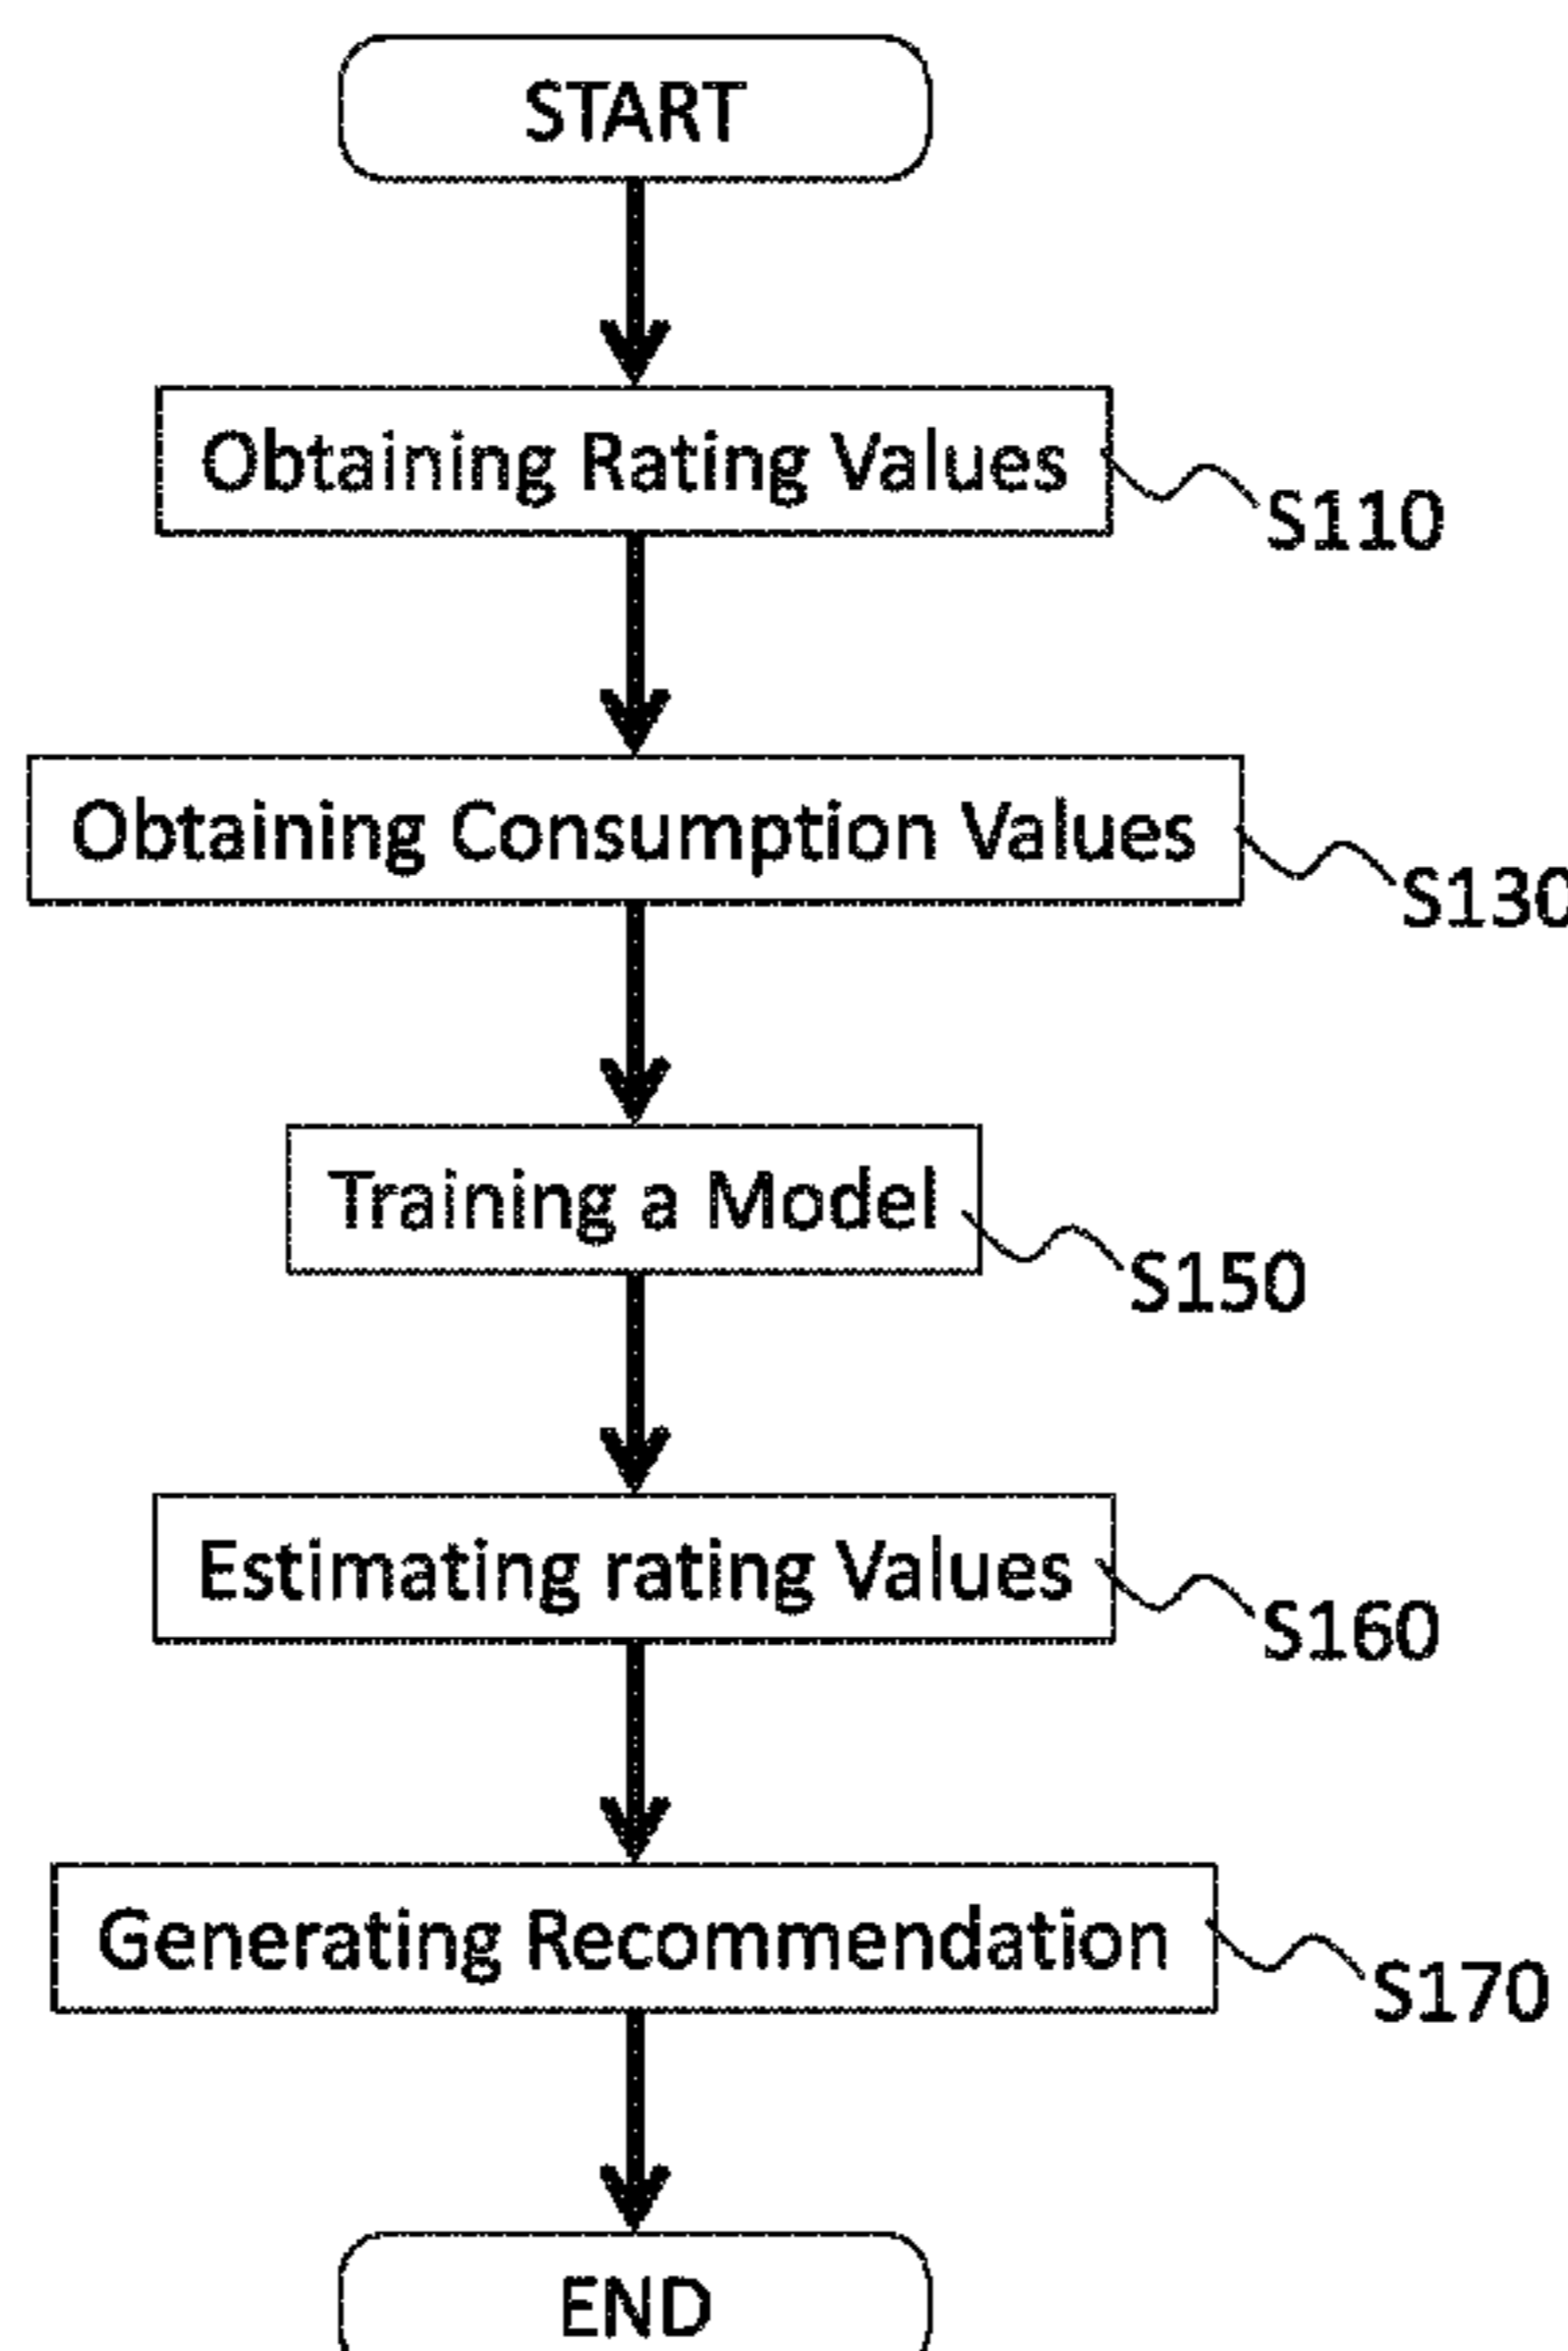 START
Obtaining Rating Values
S110
Obtaining Consumption Values
S130
Training a Model
S150
Estimating rating Values
S160
Generating Recommendation
S170
END